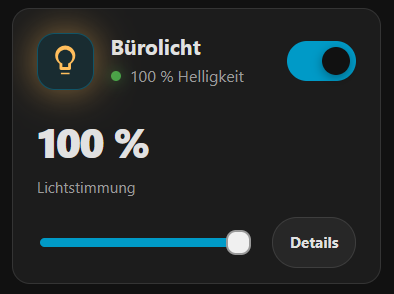 Bürolicht
100 % Helligkeit
100 %
Lichtstimmung
Details